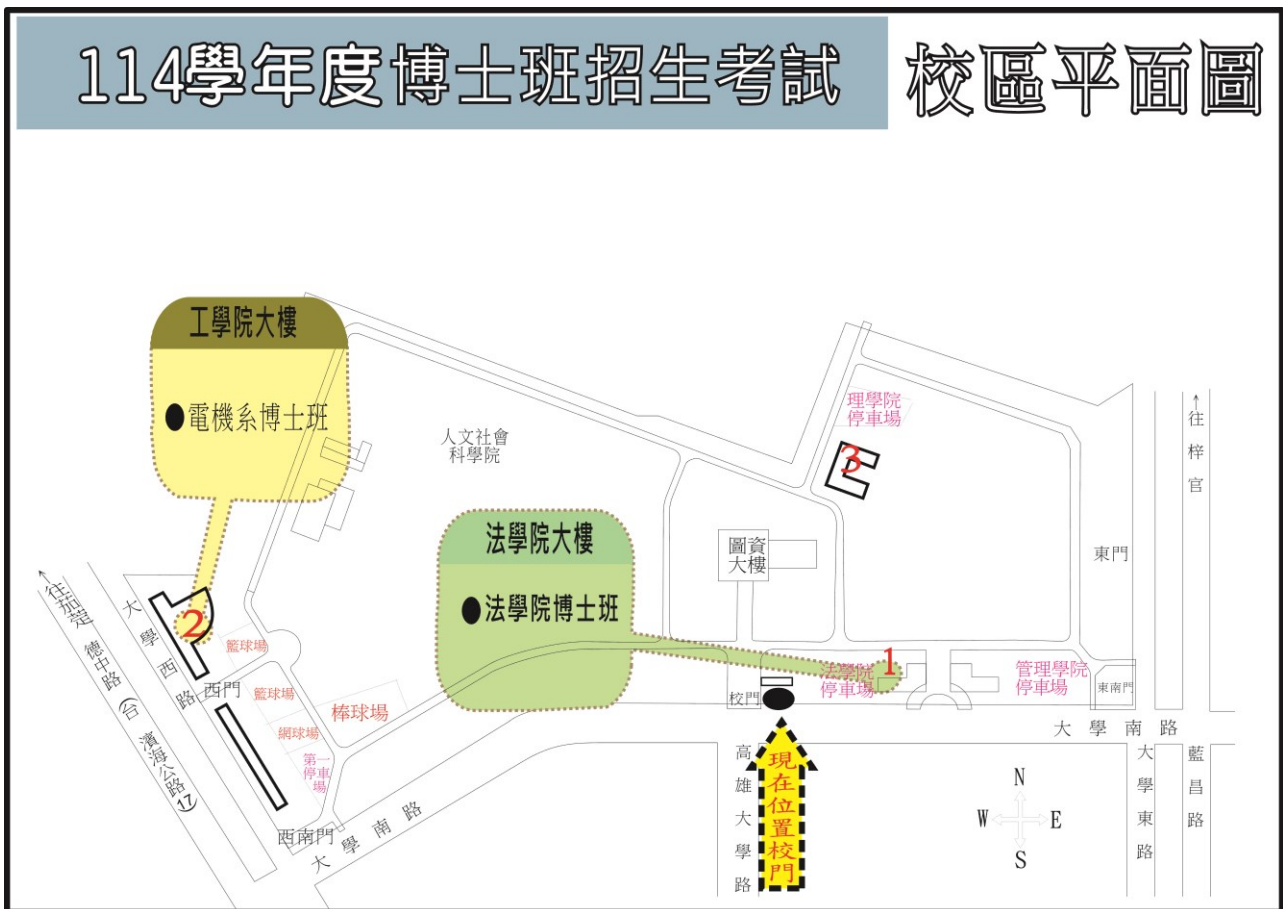 114學年度博士班招生考試
校區平面圖
工學院大樓
●電機系博士班
人文社會
科學院
理學院
停車場
3
↑往梓官
法學院大樓
●法學院博士班
圖資
大樓
東門
↑往茄萣
德中路(台 濱海公路(17)
大學西路
2
籃球場
西門
籃球場
棒球場
網球場
第一
停車場
西南門
大學南路
1
法學院
停車場
管理學院
停車場
校門
東南門
大學南路
高雄大學路
現在位置校門
大學東路
藍昌路
N
W
E
S